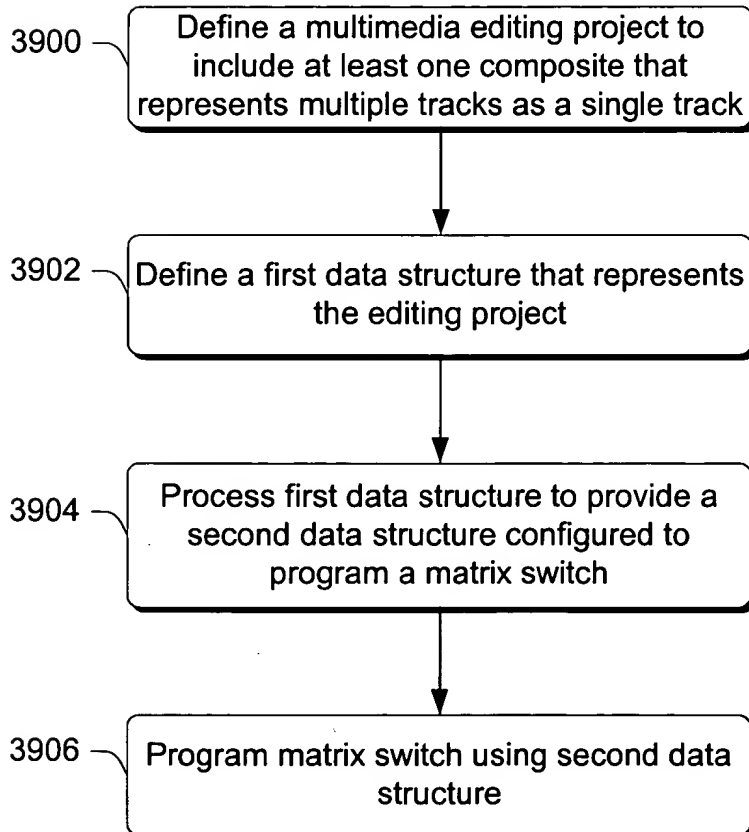 3900
Define a multimedia editing project to
include at least one composite that
represents multiple tracks as a single track
3902
Define a first data structure that represents
the editing project
3904
Process first data structure to provide a
second data structure configured to
program a matrix switch
3906
Program matrix switch using second data
structure